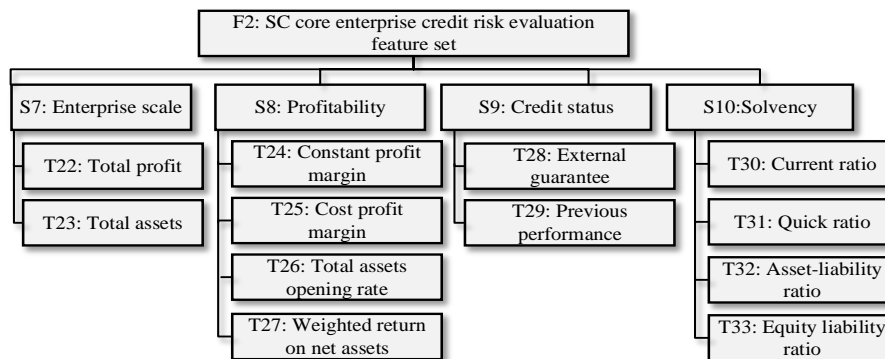 F2: SC core enterprise credit risk evaluation
feature set
S7: Enterprise scale
T22: Total profit
T23: Total assets
S8: Profitability
T24: Constant profit
margin
T25: Cost profit
margin
T26: Total assets
opening rate
T27: Weighted return
on net assets
S9: Credit status
T28: External
guarantee
T29: Previous
performance
S10:Solvency
T30: Current ratio
T31: Quick ratio
T32: Asset-liability
ratio
T33: Equity liability
ratio